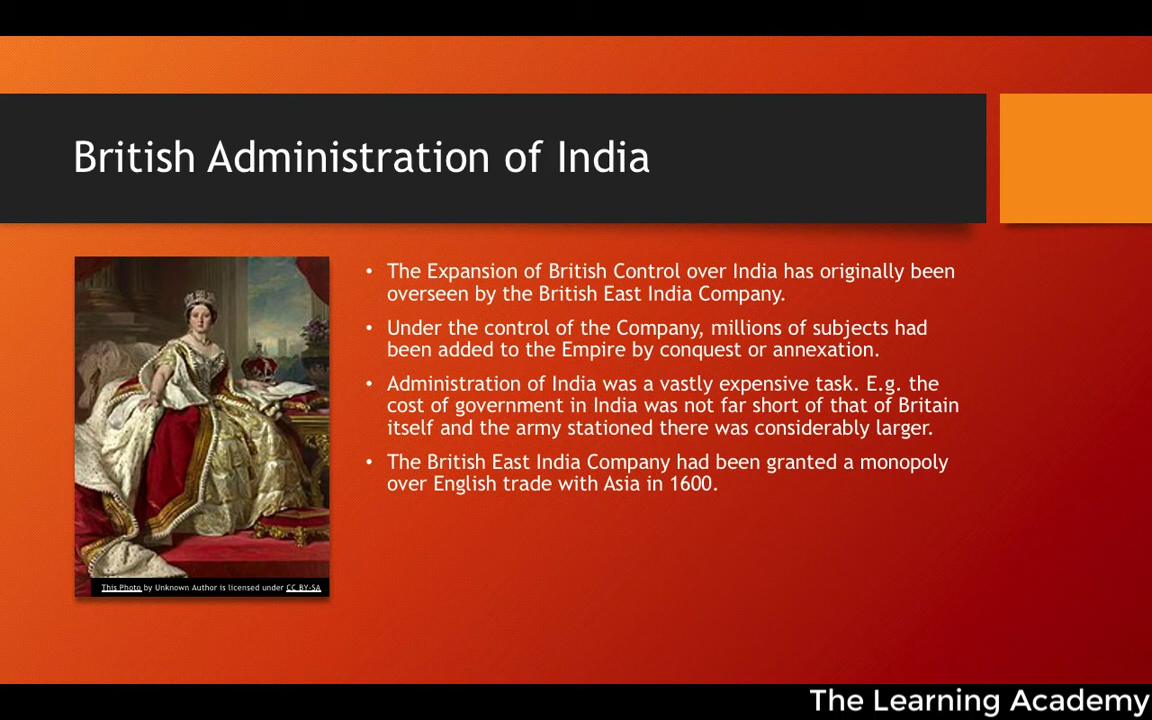 British Administration of India
• The Expansion of British Control over India has originally been
overseen by the British East India Company.
• Under the control of the Company, millions of subjects had
been added to the Empire by conquest or annexation.
• Administration of India was a vastly expensive task. E.g. the
cost of government in India was not far short of that of Britain
itself and the army stationed there was considerably larger.
• The British East India Company had been granted a monopoly
over English trade with Asia in 1600.
This Photo by Unknown Author is licensed under CC BY-SA
The Learning Academy